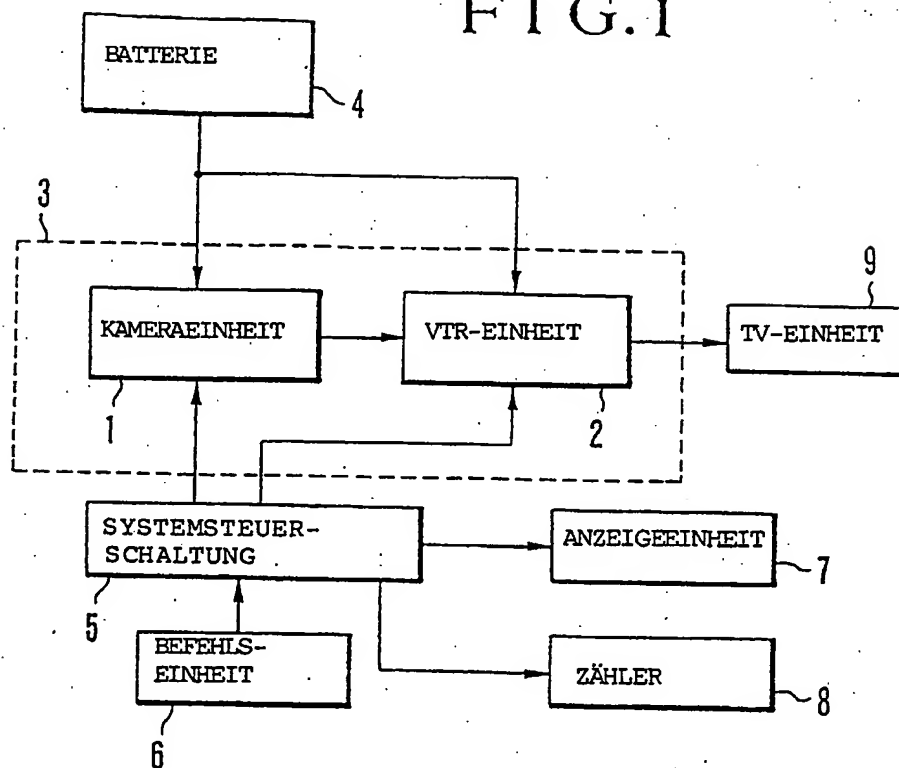 FIG.1
BATTERIE
4
3
9
KAMERAEINHEIT
VTR-EINHEIT
TV-EINHEIT
1
2
SYSTEMSTEUER-
SCHALTUNG
ANZEIGEEINHEIT
5
7
BEFEHLS-
EINHEIT
ZÄHLER
6
8